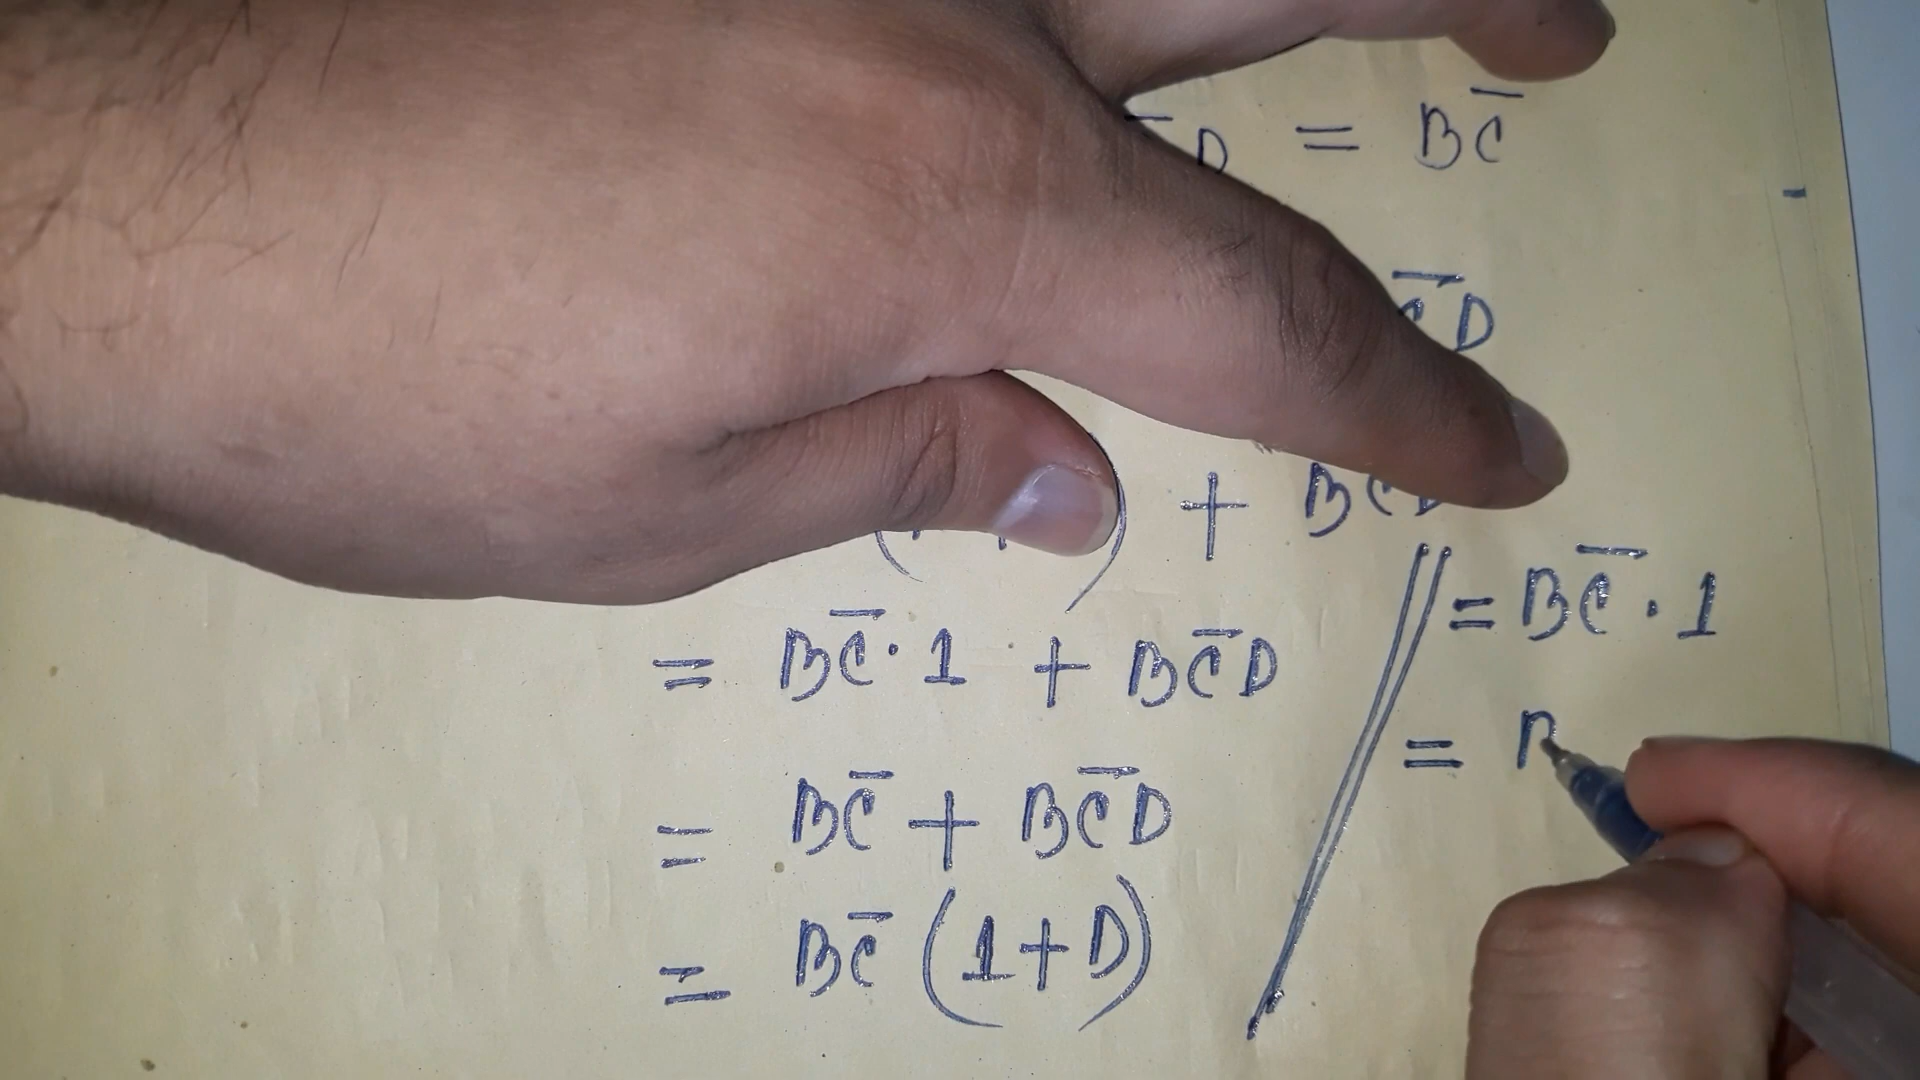 D = BC̅
C̅D
) + BC
= BC̅ · 1 + BC̅D
= BC̅ + BC̅D
= BC̅ (1 + D)
= BC̅ · 1
=